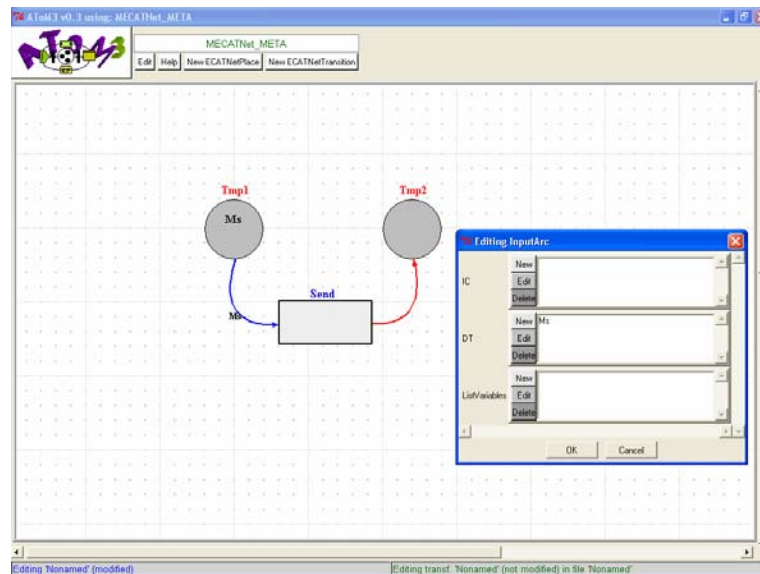 AToM3 v0.3 using: MECATNet_META
AToM3
MECATNet_META
Edit Help New ECATNetPlace New ECATNetTransition
Tmp1 Tmp2
Ms
Send
Ms
Editing InputArc
IC
New
Edit
Delete
DT
New Ms
Edit
Delete
ListVariables
New
Edit
Delete
OK Cancel
Editing 'Nonamed' (modified) Editing transf. 'Nonamed' (not modified) in file 'Nonamed'